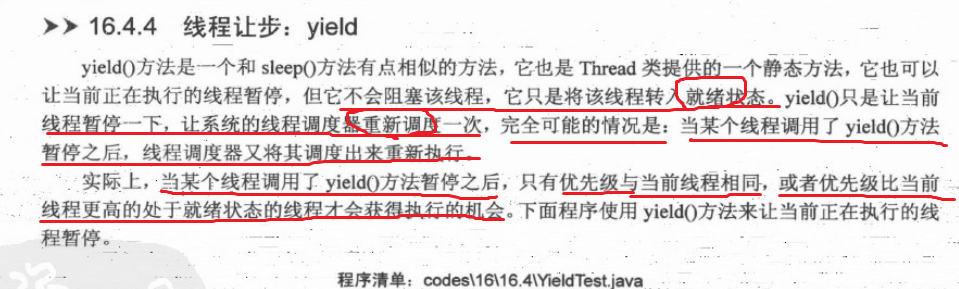 >> 16.4.4 线程让步：yield
yield()方法是一个和 sleep()方法有点相似的方法，它也是 Thread 类提供的一个静态方法，它也可以
让当前正在执行的线程暂停，但它不会阻塞该线程，它只是将该线程转入就绪状态。yield()只是让当前
线程暂停一下，让系统的线程调度器重新调度一次，完全可能的情况是：当某个线程调用了 yield()方法
暂停之后，线程调度器又将其调度出来重新执行。
实际上，当某个线程调用了 yield()方法暂停之后，只有优先级与当前线程相同，或者优先级比当前
线程更高的处于就绪状态的线程才会获得执行的机会。下面程序使用 yield()方法来让当前正在执行的线
程暂停。
程序清单：codes\16\16.4\YieldTest.java